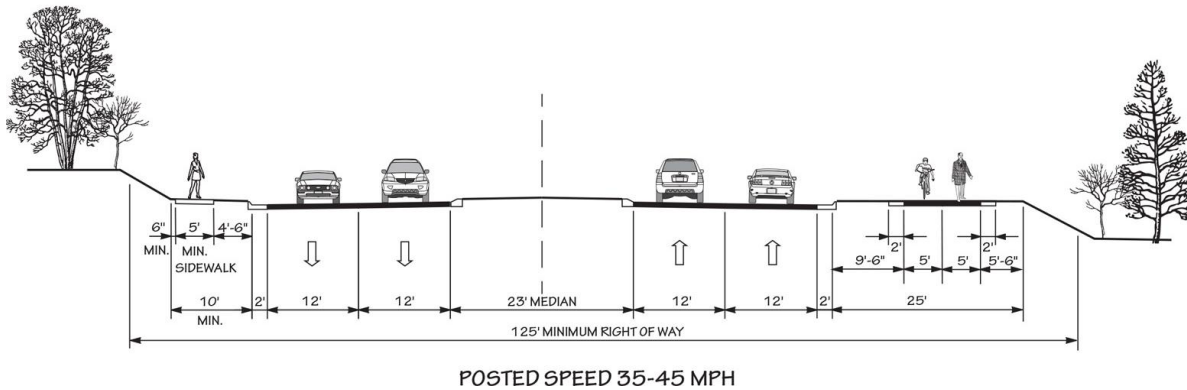 6" 5' 4'-6"
MIN. MIN.
SIDEWALK
2' 2'
9'-6" 5' 5' 5'-6"
10' 2' 12' 12' 23' MEDIAN 12' 12' 2' 25'
MIN.
125' MINIMUM RIGHT OF WAY
POSTED SPEED 35-45 MPH